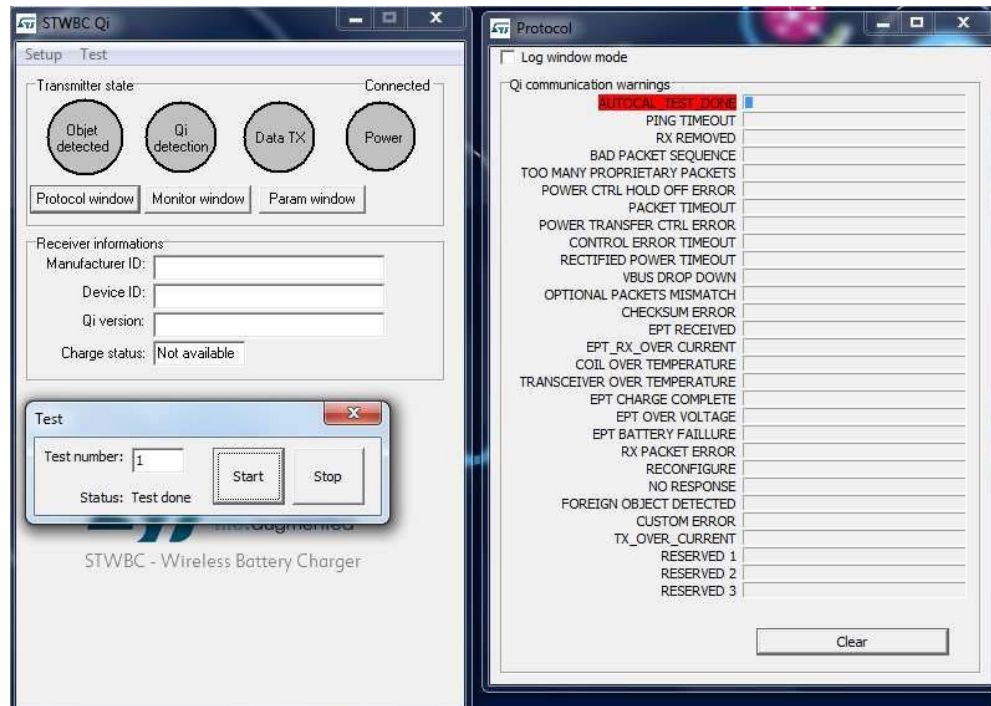 STWBC Qi
Setup Test
Transmitter state Connected
Objet detected
Qi detection
Data TX
Power
Protocol window Monitor window Param window
Receiver informations
Manufacturer ID:
Device ID:
Qi version:
Charge status: Not available
Test
Test number: 1
Start
Stop
Status: Test done
STWBC - Wireless Battery Charger
Protocol
Log window mode
Qi communication warnings
AUTOCAL_TEST_DONE
PING TIMEOUT
RX REMOVED
BAD PACKET SEQUENCE
TOO MANY PROPRIETARY PACKETS
POWER CTRL HOLD OFF ERROR
PACKET TIMEOUT
POWER TRANSFER CTRL ERROR
CONTROL ERROR TIMEOUT
RECTIFIED POWER TIMEOUT
VBUS DROP DOWN
OPTIONAL PACKETS MISMATCH
CHECKSUM ERROR
EPT RECEIVED
EPT_RX_OVER CURRENT
COIL OVER TEMPERATURE
TRANSCEIVER OVER TEMPERATURE
EPT CHARGE COMPLETE
EPT OVER VOLTAGE
EPT BATTERY FAILLURE
RX PACKET ERROR
RECONFIGURE
NO RESPONSE
FOREIGN OBJECT DETECTED
CUSTOM ERROR
TX_OVER_CURRENT
RESERVED 1
RESERVED 2
RESERVED 3
Clear